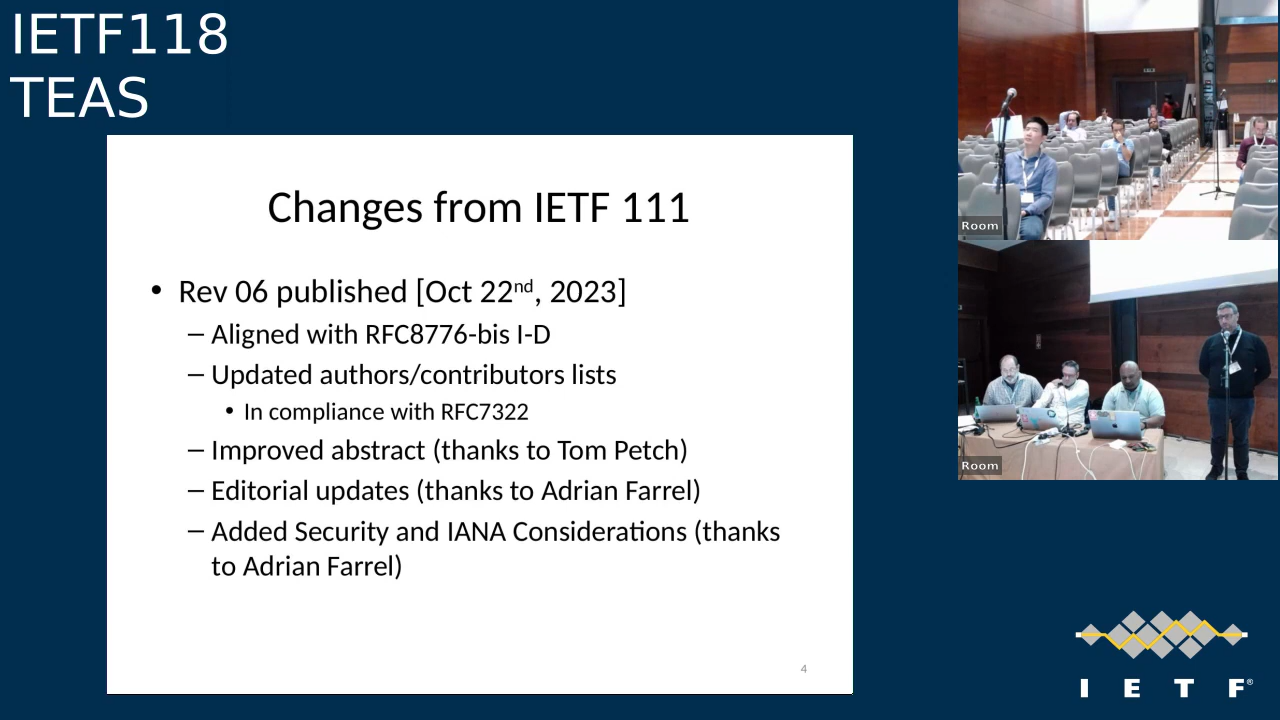 IETF118
TEAS
Changes from IETF 111
• Rev 06 published [Oct 22nd, 2023]
– Aligned with RFC8776-bis I-D
– Updated authors/contributors lists
• In compliance with RFC7322
– Improved abstract (thanks to Tom Petch)
– Editorial updates (thanks to Adrian Farrel)
– Added Security and IANA Considerations (thanks
to Adrian Farrel)
4
Room
Room
I E T F®